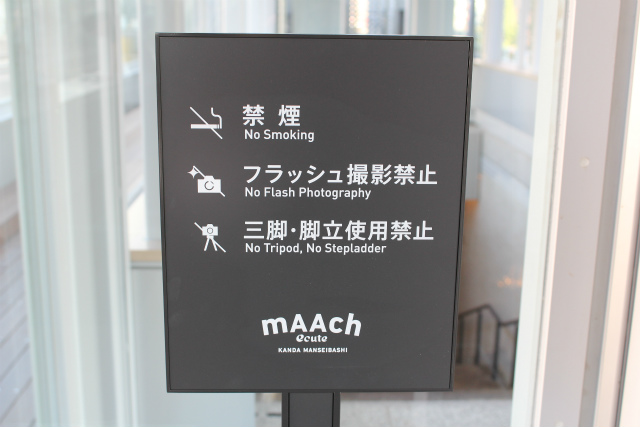 禁煙
No Smoking
フラッシュ撮影禁止
No Flash Photography
三脚・脚立使用禁止
No Tripod, No Stepladder
mAAch
ecute
KANDA MANSEIBASHI